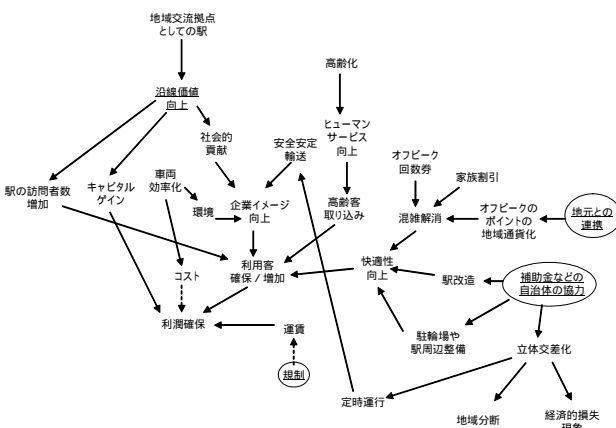 地域交流拠点
としての駅
高齢化
沿線価値
向上
社会的
貢献
安全安定
輸送
ヒューマン
サービス
向上
オフピーク
回数券
家族割引
駅の訪問者数
増加
キャピタル
ゲイン
車両
効率化
環境
企業イメージ
向上
高齢客
取り込み
混雑解消
オフピークの
ポイントの
地域通貨化
地元との
連携
コスト
利用客
確保/増加
快適性
向上
駅改造
補助金などの
自治体の協力
利潤確保
運賃
駐輪場や
駅周辺整備
立体交差化
規制
定時運行
地域分断
経済的損失
現象